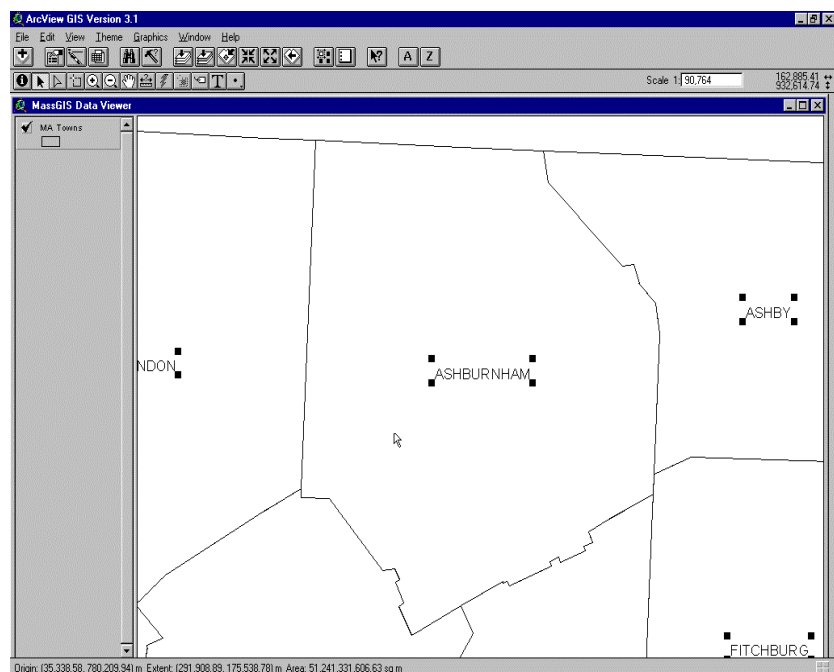 ArcView GIS Version 3.1
File Edit View Theme Graphics Window Help
A Z
T Scale 1: 90,764 162,885.41
932,614.74
MassGIS Data Viewer
MA Towns
ASHBY
NDON
ASHBURNHAM
FITCHBURG
Origin: (35,338.58, 780,209.94) m Extent: (291,908.89, 175,538.78) m Area: 51,241,331,606.63 sq m